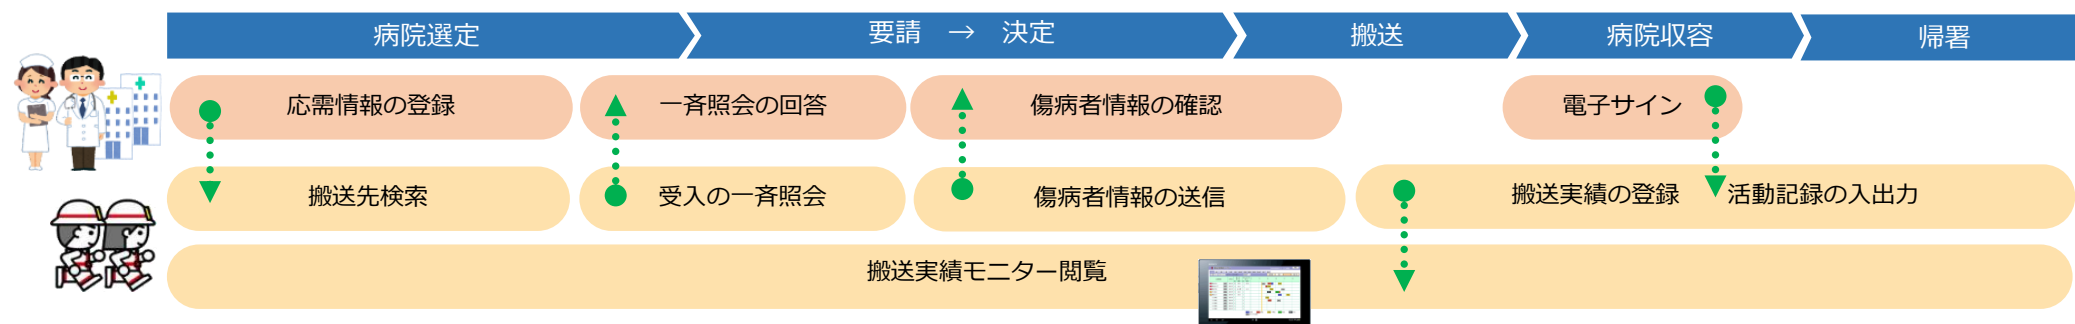 病院選定
要請 → 決定
搬送
病院収容
帰署
応需情報の登録
一斉照会の回答
傷病者情報の確認
電子サイン
搬送先検索
受入の一斉照会
傷病者情報の送信
搬送実績の登録
活動記録の入出力
搬送実績モニター閲覧